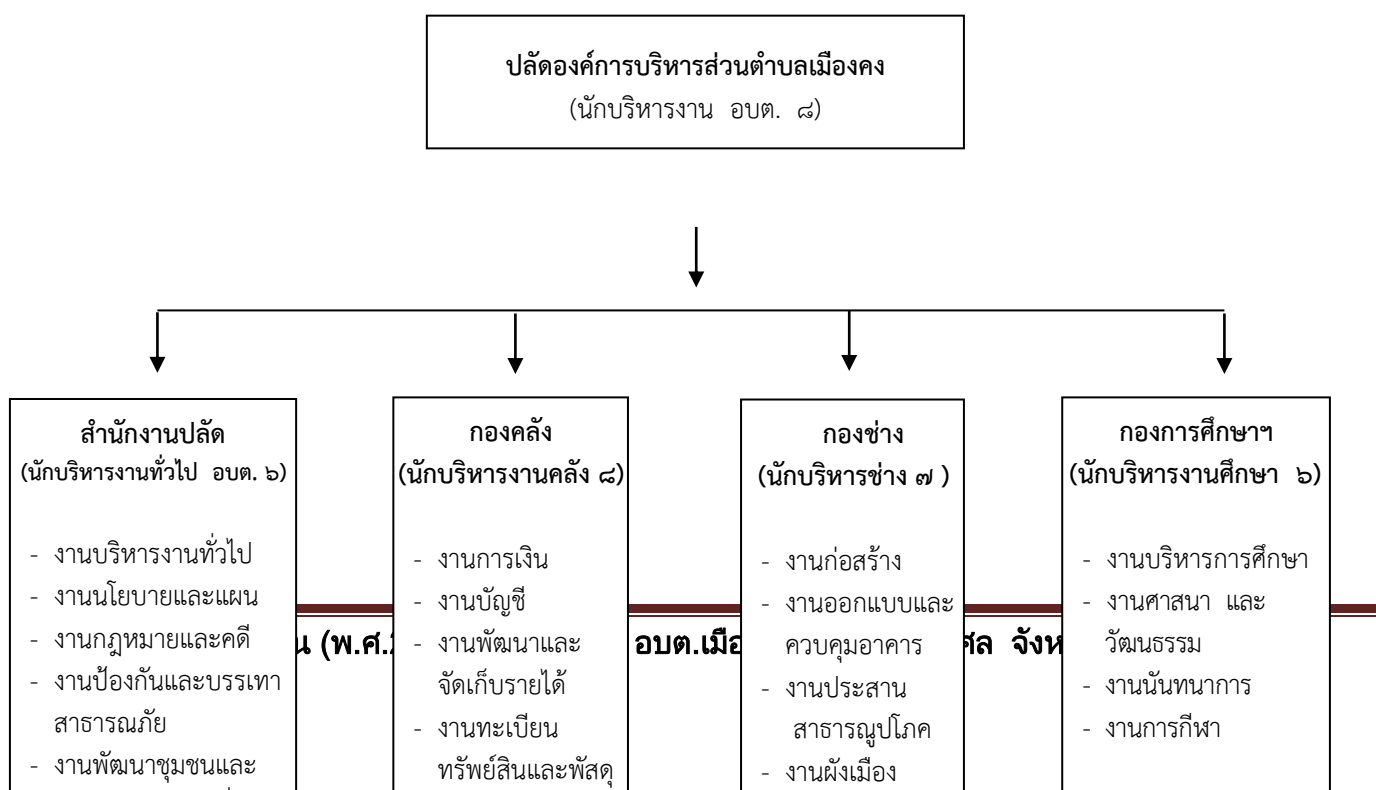 ปลัดองค์การบริหารส่วนตำบลเมืองคง
(นักบริหารงาน อบต. ๘)
สำนักงานปลัด
(นักบริหารงานทั่วไป อบต. ๖)
- งานบริหารงานทั่วไป
- งานนโยบายและแผน
- งานกฎหมายและคดี
- งานป้องกันและบรรเทา
สาธารณภัย
- งานพัฒนาชุมชนและ
กองคลัง
(นักบริหารงานคลัง ๘)
- งานการเงิน
- งานบัญชี
- งานพัฒนาและ
จัดเก็บรายได้
- งานทะเบียน
ทรัพย์สินและพัสดุ
กองช่าง
(นักบริหารช่าง ๗ )
- งานก่อสร้าง
- งานออกแบบและ
ควบคุมอาคาร
- งานประสาน
สาธารณูปโภค
- งานผังเมือง
กองการศึกษาฯ
(นักบริหารงานศึกษา ๖)
- งานบริหารการศึกษา
- งานศาสนา และ
วัฒนธรรม
- งานนันทนาการ
- งานการกีฬา
(พ.ศ. อบต.เมือ